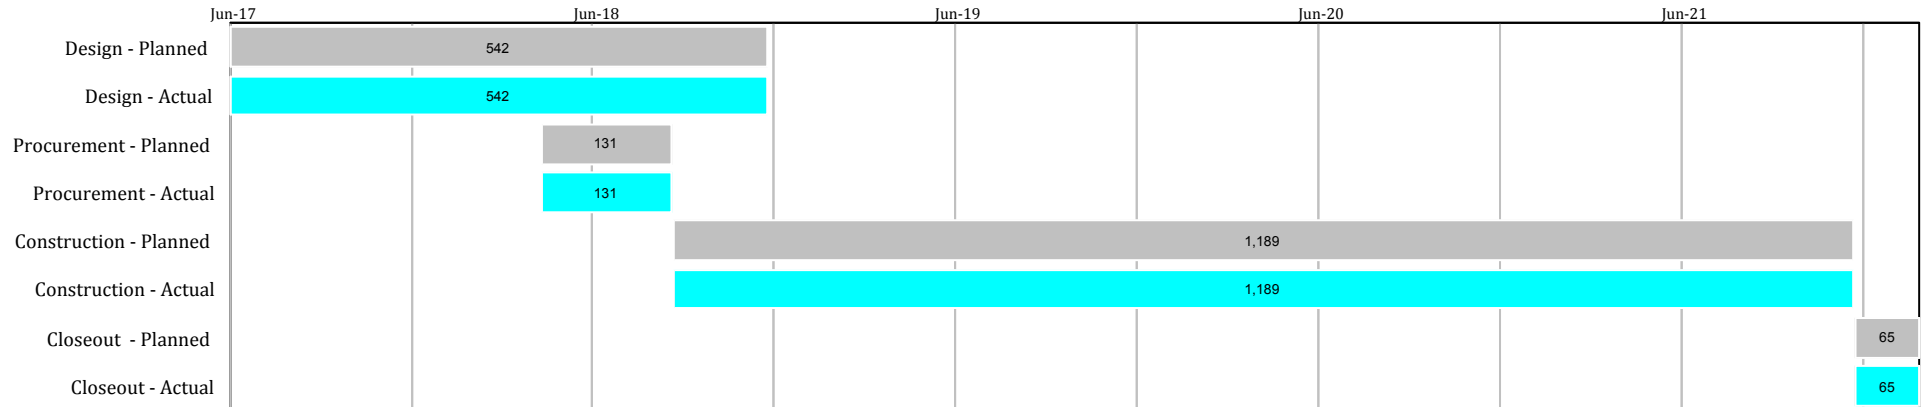 Jun-17 Jun-18 Jun-19 Jun-20 Jun-21
Design - Planned 542
Design - Actual 542
Procurement - Planned 131
Procurement - Actual 131
Construction - Planned 1,189
Construction - Actual 1,189
Closeout - Planned 65
Closeout - Actual 65